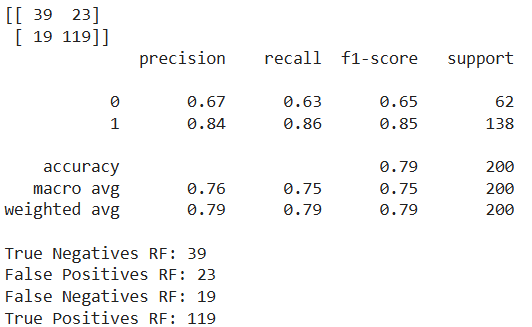 [[ 39  23]
 [ 19 119]]
              precision    recall  f1-score   support

           0       0.67      0.63      0.65        62
           1       0.84      0.86      0.85       138

    accuracy                           0.79       200
   macro avg       0.76      0.75      0.75       200
weighted avg       0.79      0.79      0.79       200

True Negatives RF: 39
False Positives RF: 23
False Negatives RF: 19
True Positives RF: 119